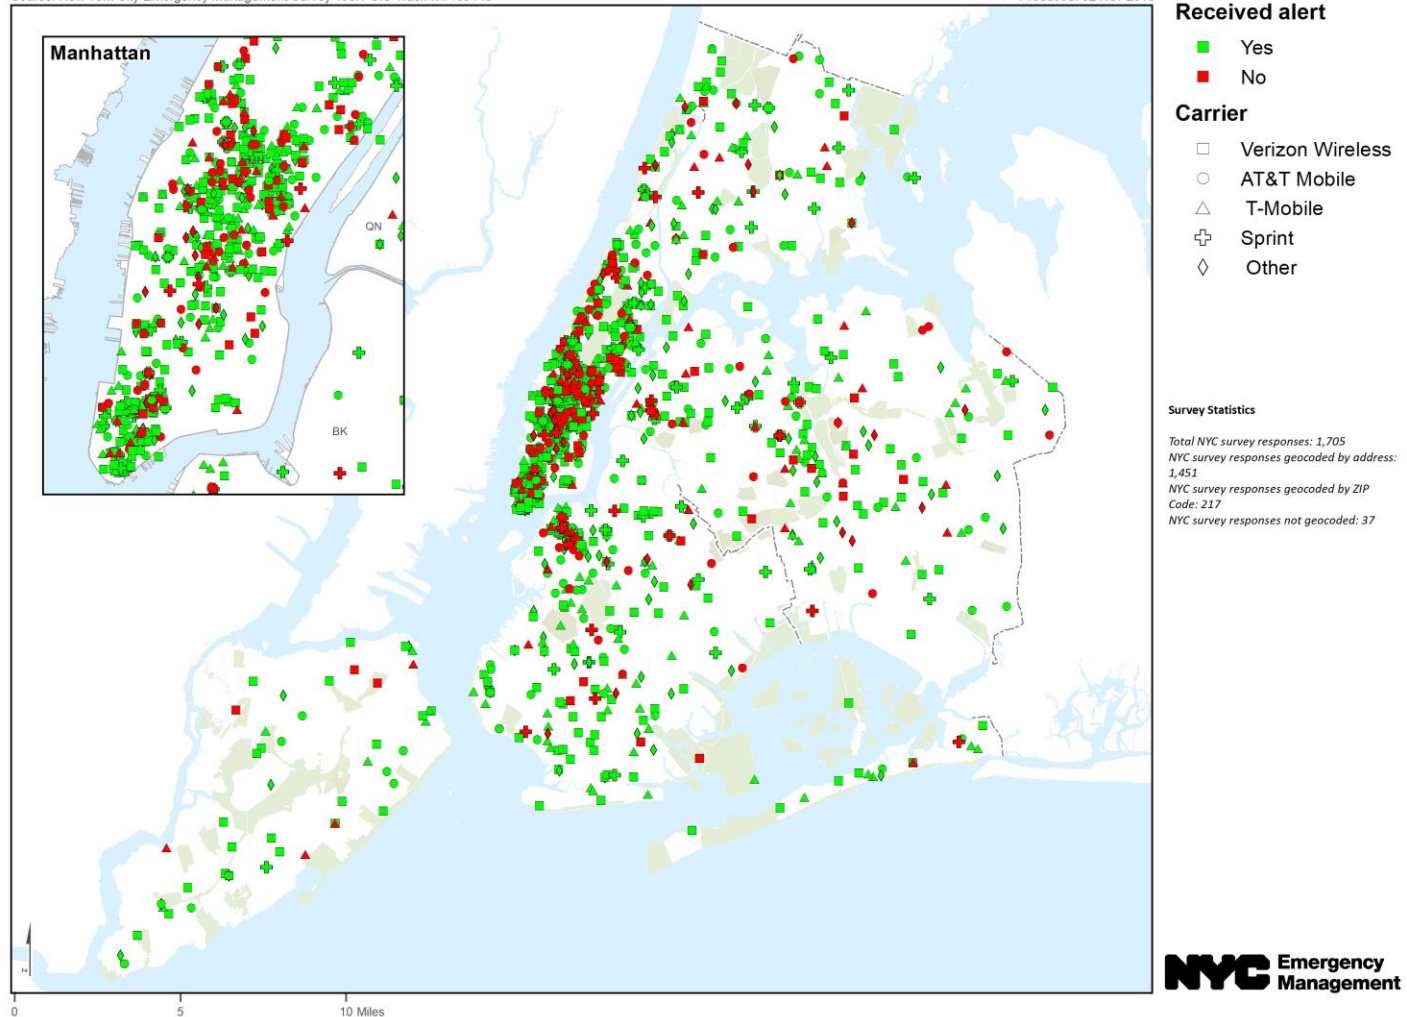 Received alert
Yes
No
Carrier
Verizon Wireless
AT&T Mobile
T-Mobile
Sprint
Other
Manhattan
MN
QN
BK
Survey Statistics
Total NYC survey responses: 1,705
NYC survey responses geocoded by address:
1,451
NYC survey responses geocoded by ZIP
Code: 217
NYC survey responses not geocoded: 37
z
0
5
10 Miles
NYC Emergency
Management